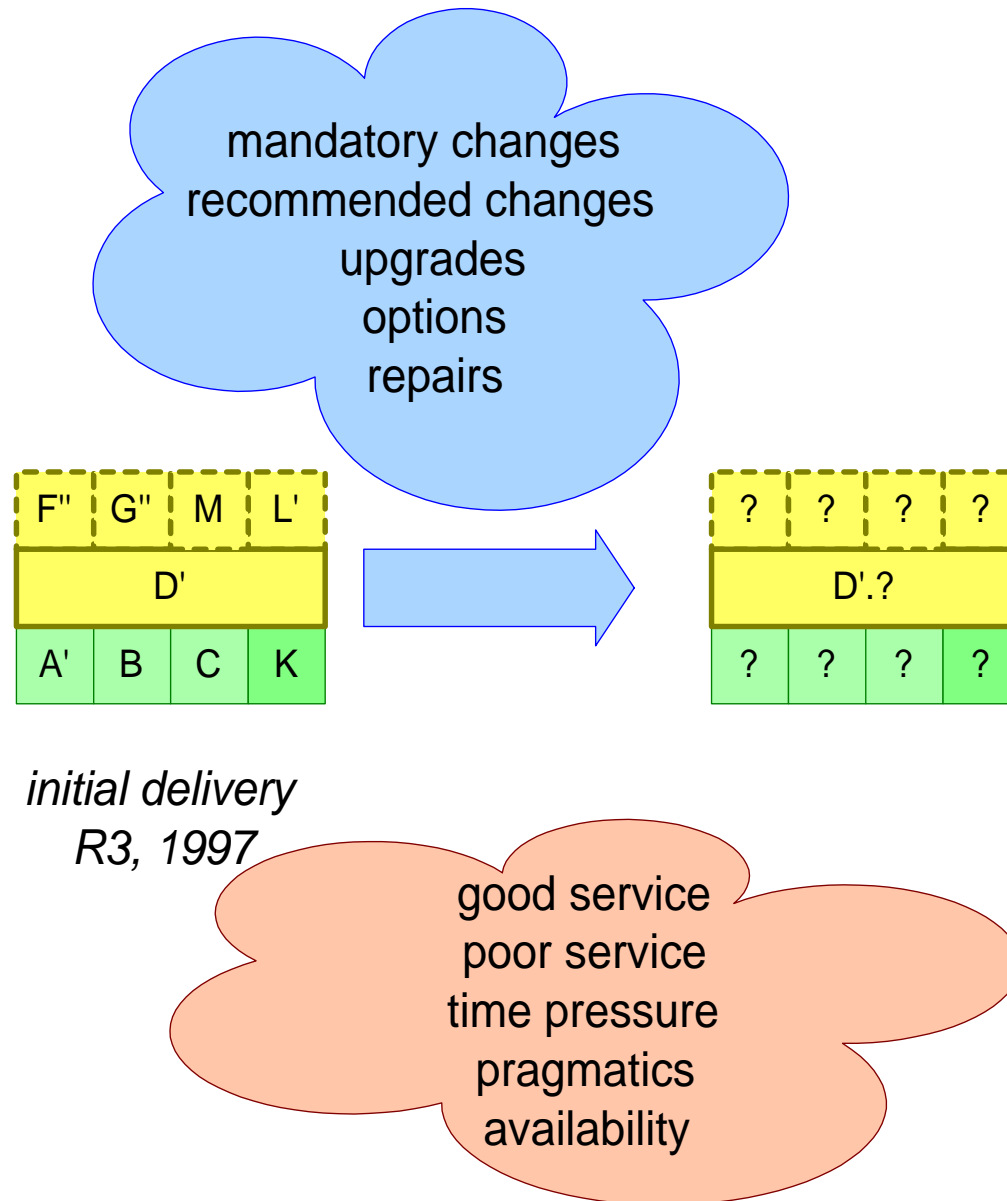 mandatory changes
recommended changes
upgrades
options
repairs
F" G" M L' ? ? ? ?
D' D'.?
A' B C K ? ? ? ?
initial delivery
R3, 1997
good service
poor service
time pressure
pragmatics
availability